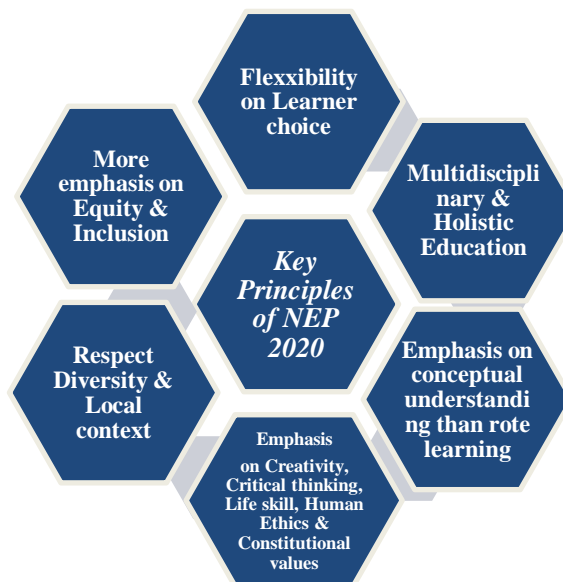 Flexxibility
on Learner
choice
More
emphasis on
Equity &
Inclusion
Multidiscipli
nary &
Holistic
Education
Key
Principles
of NEP
2020
Respect
Diversity &
Local
context
Emphasis on
conceptual
understandi
ng than rote
learning
Emphasis
on Creativity,
Critical thinking,
Life skill, Human
Ethics &
Constitutional
values